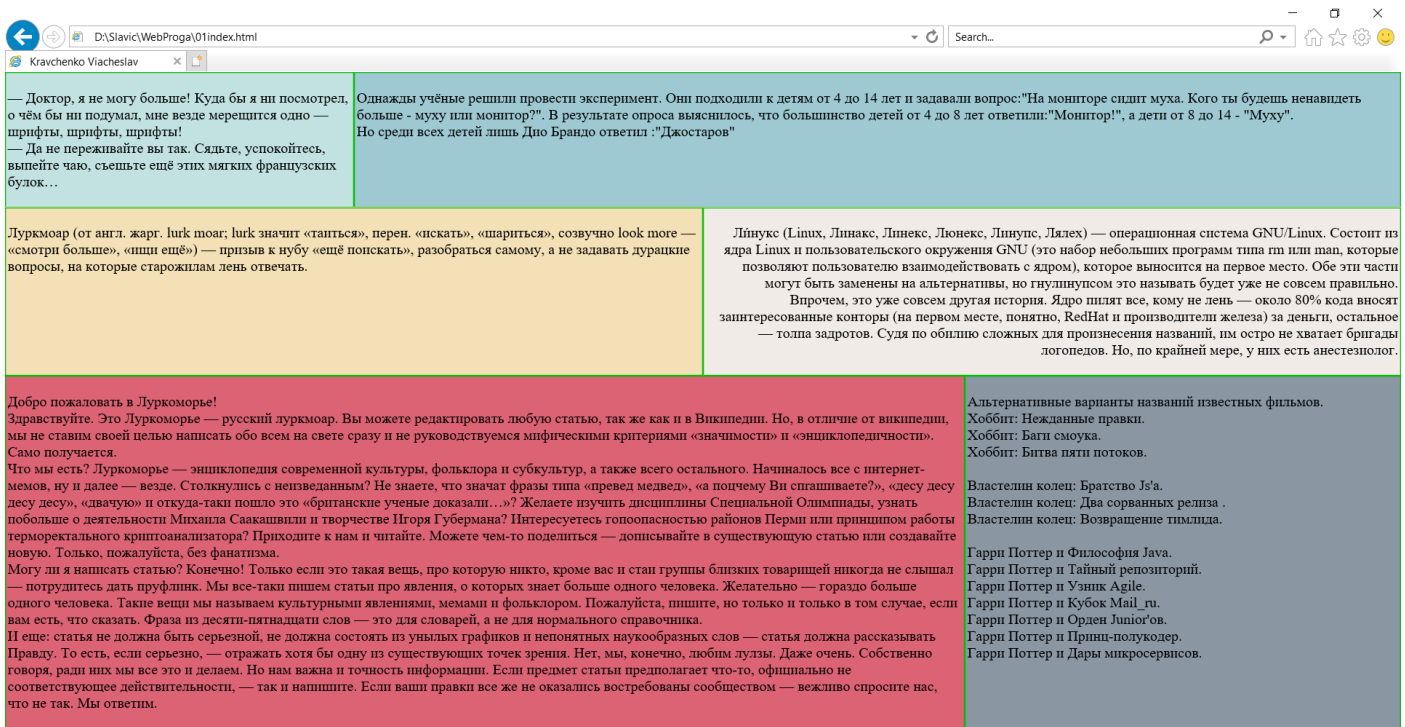 D:\Slavic\WebProga\01index.html
Search...
Kravchenko Viacheslav
— Доктор, я не могу больше! Куда бы я ни посмотрел,
о чём бы ни подумал, мне везде мерещится одно —
шрифты, шрифты, шрифты!
— Да не переживайте вы так. Сядьте, успокойтесь,
выпейте чаю, съешьте ещё этих мягких французских
булок…
Однажды учёные решили провести эксперимент. Они подходили к детям от 4 до 14 лет и задавали вопрос:"На мониторе сидит муха. Кого ты будешь ненавидеть
больше - муху или монитор?". В результате опроса выяснилось, что большинство детей от 4 до 8 лет ответили:"Монитор!", а дети от 8 до 14 - "Муху".
Но среди всех детей лишь Дио Брандо ответил :"Джостаров"
Луркмоар (от англ. жарг. lurk moar; lurk значит «таиться», перен. «искать», «шариться», созвучно look more —
«смотри больше», «ищи ещё») — призыв к нубу «ещё поискать», разобраться самому, а не задавать дурацкие
вопросы, на которые старожилам лень отвечать.
Ли́нукс (Linux, Линакс, Линекс, Люнекс, Линупс, Лялех) — операционная система GNU/Linux. Состоит из
ядра Linux и пользовательского окружения GNU (это набор небольших программ типа rm или man, которые
позволяют пользователю взаимодействовать с ядром), которое выносится на первое место. Обе эти части
могут быть заменены на альтернативы, но гнулинупсом это называть будет уже не совсем правильно.
Впрочем, это уже совсем другая история. Ядро пилят все, кому не лень — около 80% кода вносят
заинтересованные конторы (на первом месте, понятно, RedHat и производители железа) за деньги, остальное
— толпа задротов. Судя по обилию сложных для произнесения названий, им остро не хватает бригады
логопедов. Но, по крайней мере, у них есть анестезиолог.
Добро пожаловать в Луркоморье!
Здравствуйте. Это Луркоморье — русский луркмоар. Вы можете редактировать любую статью, так же как и в Википедии. Но, в отличие от википедии,
мы не ставим своей целью написать обо всем на свете сразу и не руководствуемся мифическими критериями «значимости» и «энциклопедичности».
Само получается.
Что мы есть? Луркоморье — энциклопедия современной культуры, фольклора и субкультур, а также всего остального. Начиналось все с интернет-
мемов, ну и далее — везде. Столкнулись с неизведанным? Не знаете, что значат фразы типа «превед медвед», «а поцчему Ви спгашиваете?», «десу десу
десу десу», «двачую» и откуда-таки пошло это «британские ученые доказали…»? Желаете изучить дисциплины Специальной Олимпиады, узнать
побольше о деятельности Михаила Саакашвили и творчестве Игоря Губермана? Интересуетесь гопоопасностью районов Перми или принципом работы
терморектального криптоанализатора? Приходите к нам и читайте. Можете чем-то поделиться — дописывайте в существующую статью или создавайте
новую. Только, пожалуйста, без фанатизма.
Могу ли я написать статью? Конечно! Только если это такая вещь, про которую никто, кроме вас и стаи группы близких товарищей никогда не слышал
— потрудитесь дать пруфлинк. Мы все-таки пишем статьи про явления, о которых знает больше одного человека. Желательно — гораздо больше
одного человека. Такие вещи мы называем культурными явлениями, мемами и фольклором. Пожалуйста, пишите, но только и только в том случае, если
вам есть, что сказать. Фраза из десяти-пятнадцати слов — это для словарей, а не для нормального справочника.
И еще: статья не должна быть серьезной, не должна состоять из унылых графиков и непонятных наукообразных слов — статья должна рассказывать
Правду. То есть, если серьезно, — отражать хотя бы одну из существующих точек зрения. Нет, мы, конечно, любим лулзы. Даже очень. Собственно
говоря, ради них мы все это и делаем. Но нам важна и точность информации. Если предмет статьи предполагает что-то, официально не
соответствующее действительности, — так и напишите. Если ваши правки все же не оказались востребованы сообществом — вежливо спросите нас,
что не так. Мы ответим.
Альтернативные варианты названий известных фильмов.
Хоббит: Нежданные правки.
Хоббит: Баги смоука.
Хоббит: Битва пяти потоков.
Властелин колец: Братство Js'а.
Властелин колец: Два сорванных релиза .
Властелин колец: Возвращение тимлида.
Гарри Поттер и Философия Java.
Гарри Поттер и Тайный репозиторий.
Гарри Поттер и Узник Agile.
Гарри Поттер и Кубок Mail_ru.
Гарри Поттер и Орден Junior'ов.
Гарри Поттер и Принц-полукодер.
Гарри Поттер и Дары микросервисов.